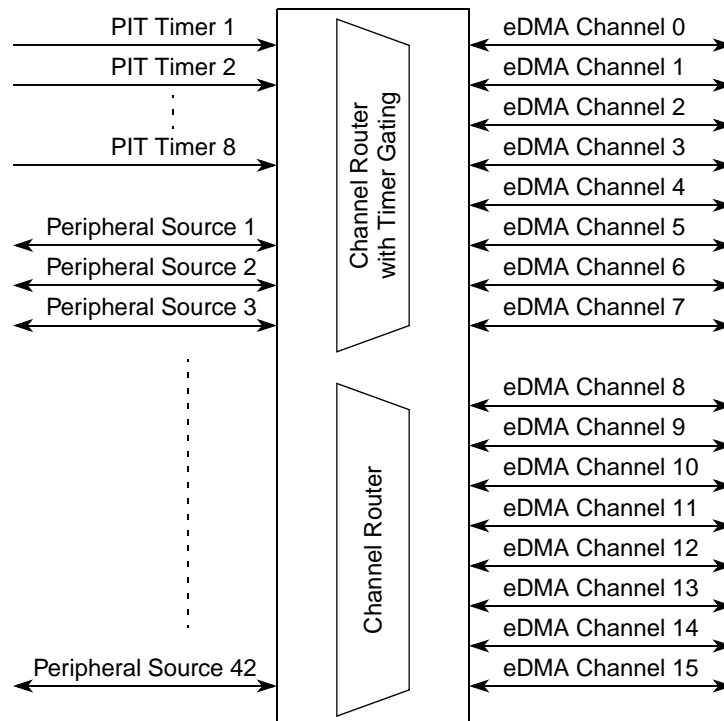 PIT Timer 1
PIT Timer 2
PIT Timer 8
Peripheral Source 1
Peripheral Source 2
Peripheral Source 3
Peripheral Source 42
Channel Router
with Timer Gating
Channel Router
eDMA Channel 0
eDMA Channel 1
eDMA Channel 2
eDMA Channel 3
eDMA Channel 4
eDMA Channel 5
eDMA Channel 6
eDMA Channel 7
eDMA Channel 8
eDMA Channel 9
eDMA Channel 10
eDMA Channel 11
eDMA Channel 12
eDMA Channel 13
eDMA Channel 14
eDMA Channel 15